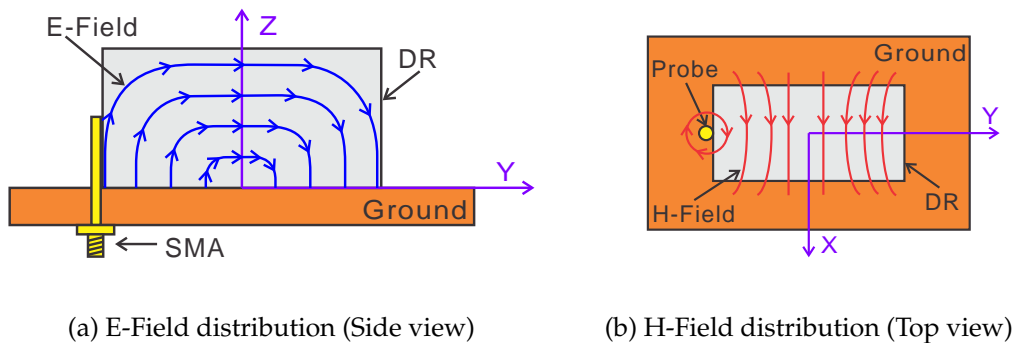 E-Field
Z
DR
Y
Ground
SMA
(a) E-Field distribution (Side view)
Ground
Probe
Y
H-Field
DR
X
(b) H-Field distribution (Top view)